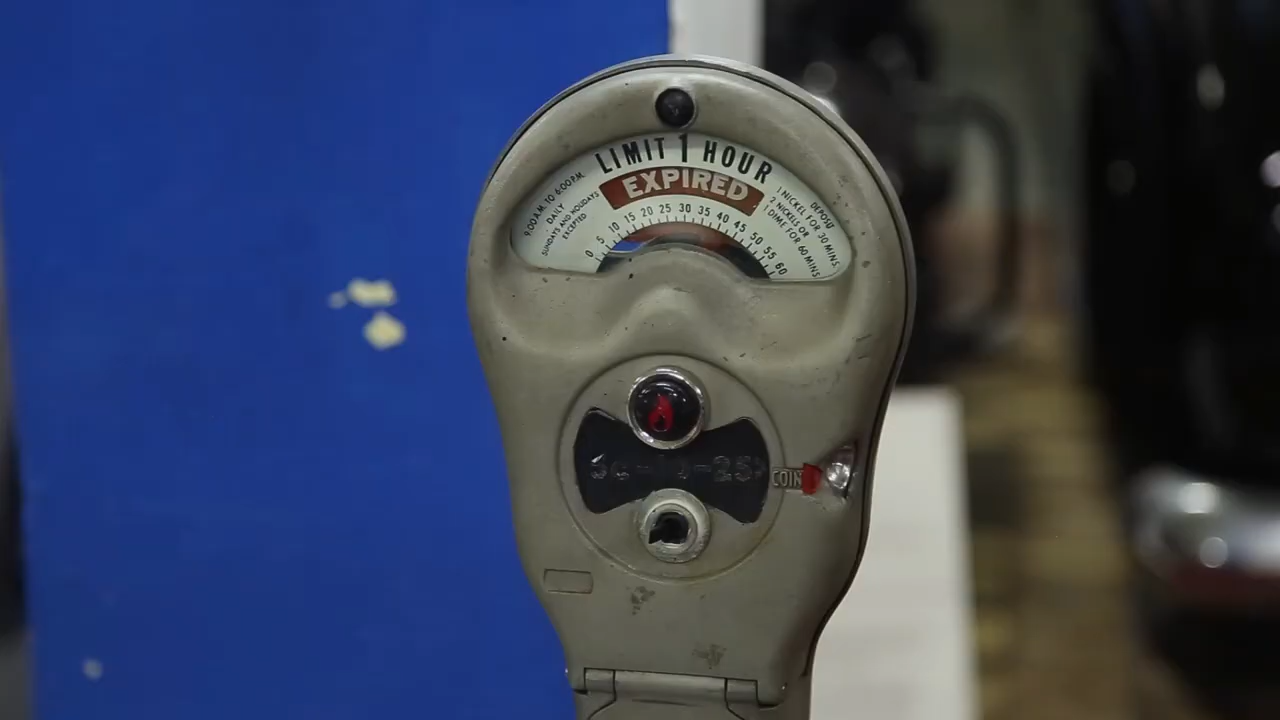 LIMIT 1 HOUR
EXPIRED
9:00 A.M. TO 6:00 P.M.
DAILY
SUNDAYS AND HOLIDAYS
EXCEPTED
DEPOSIT
1 NICKEL FOR 30 MINS.
2 NICKELS OR
1 DIME FOR 60 MINS.
0 5 10 15 20 25 30 35 40 45 50 55 60
25
COIN